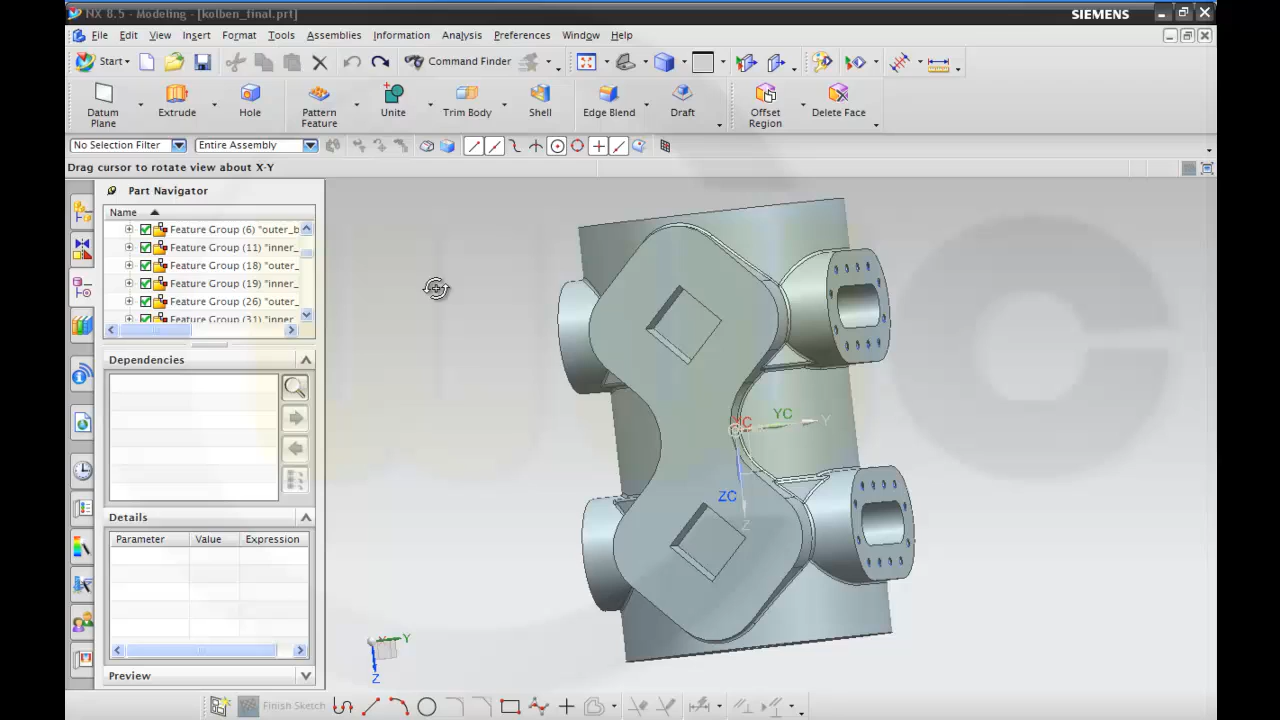 NX 8.5 - Modeling - [kolben_final.prt]
SIEMENS
File Edit View Insert Format Tools Assemblies Information Analysis Preferences Window Help
Start Command Finder
Datum Plane
Extrude
Hole
Pattern Feature
Unite
Trim Body
Shell
Edge Blend
Draft
Offset Region
Delete Face
No Selection Filter
Entire Assembly
Drag cursor to rotate view about X-Y
Part Navigator
Name
Feature Group (6) "outer_b
Feature Group (11) "inner_
Feature Group (18) "outer_
Feature Group (19) "inner_
Feature Group (26) "outer_
Feature Group (31) "inner
Dependencies
Details
Parameter Value Expression
Preview
XC
YC
Y
ZC
Z
Y
Z
Finish Sketch